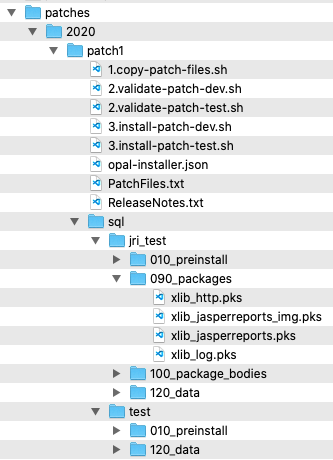 patches
2020
patch1
1.copy-patch-files.sh
2.validate-patch-dev.sh
2.validate-patch-test.sh
3.install-patch-dev.sh
3.install-patch-test.sh
opal-installer.json
PatchFiles.txt
ReleaseNotes.txt
sql
jri_test
010_preinstall
090_packages
xlib_http.pks
xlib_jasperreports_img.pks
xlib_jasperreports.pks
xlib_log.pks
100_package_bodies
120_data
test
010_preinstall
120_data